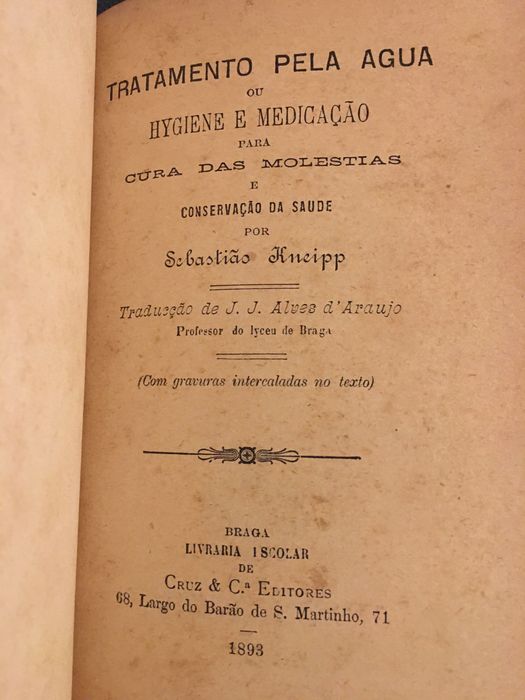 TRATAMENTO PELA AGUA
OU
HYGIENE E MEDICAÇÃO
PARA
CURA DAS MOLESTIAS
E
CONSERVAÇÃO DA SAUDE
POR
Sebastião Kneipp
Traducção de J. J. Alves d'Araujo
Professor do lyceu de Braga
(Com gravuras intercaladas no texto)
BRAGA
LIVRARIA ESCOLAR
DE
CRUZ & C.ª EDITORES
68, Largo do Barão de S. Martinho, 71
1893